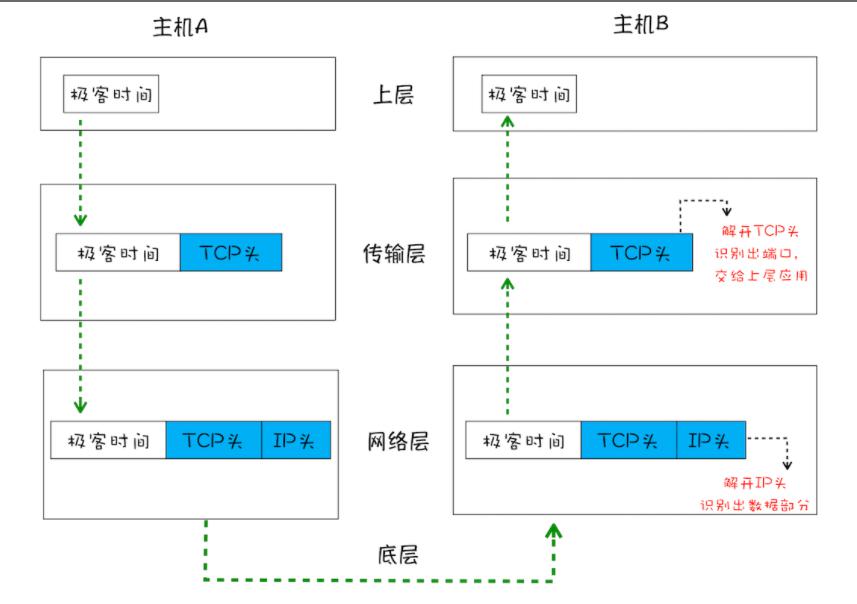 主机A
主机B
极客时间
上层
极客时间
极客时间
TCP头
传输层
极客时间
TCP头
解开TCP头
识别出端口,
交给上层应用
极客时间
TCP头
IP头
网络层
极客时间
TCP头
IP头
解开IP头
识别出数据部分
底层